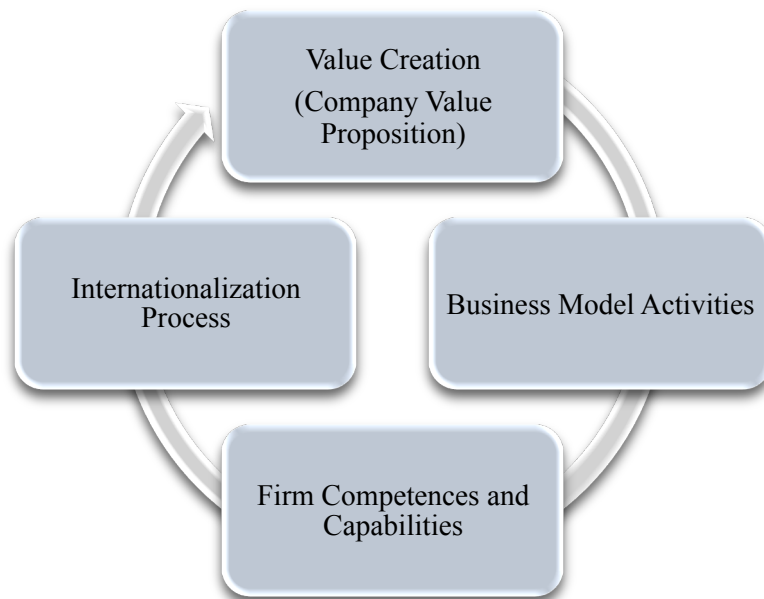 Value Creation
(Company Value
Proposition)
Internationalization
Process
Business Model Activities
Firm Competences and
Capabilities